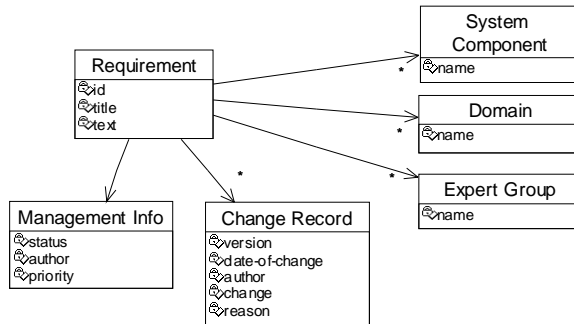 System
Component
name
Requirement
id
title
text
*
Domain
name
*
*
Expert Group
name
*
Management Info
status
author
priority
Change Record
version
date-of-change
author
change
reason